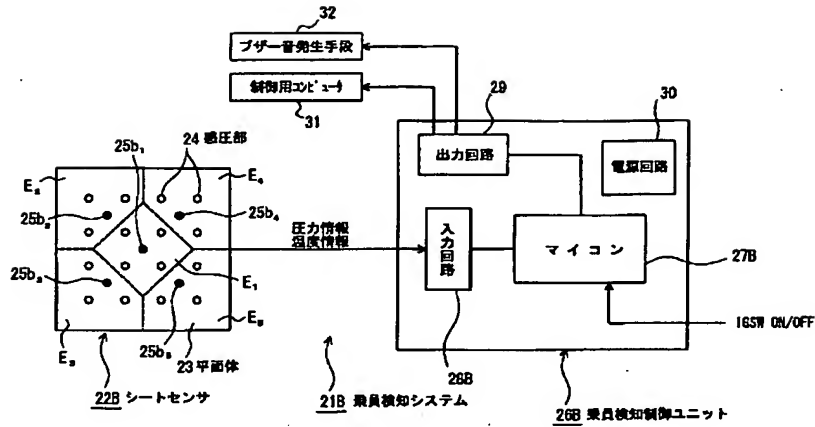 32
ブザー音発生手段
制御用コンピュータ
31
29
30
出力回路
電源回路
24 感圧部
25b₁
E₂
E₄
25b₂
25b₄
圧力情報
温度情報
入力回路
マイコン
27B
25b₃
E₁
IGSW ON/OFF
E₃
25b₅
E₅
23 平面体
28B
22B シートセンサ
21B 乗員検知システム
26B 乗員検知制御ユニット